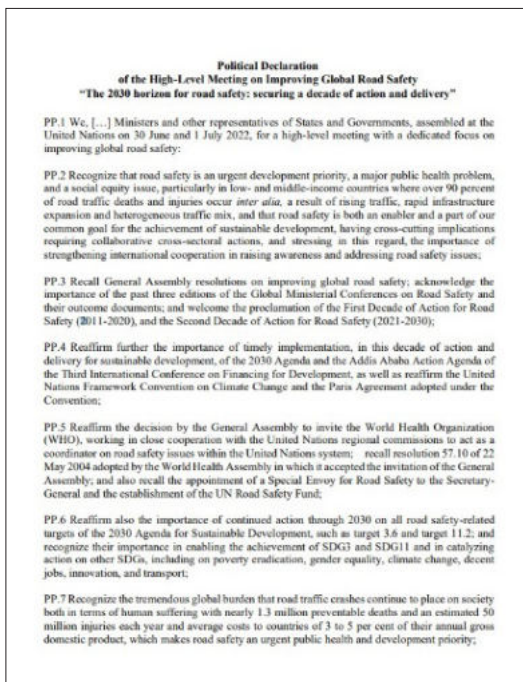 Political Declaration
of the High-Level Meeting on Improving Global Road Safety
“The 2030 horizon for road safety: securing a decade of action and delivery”
PP.1 We, […] Ministers and other representatives of States and Governments, assembled at the
United Nations on 30 June and 1 July 2022, for a high-level meeting with a dedicated focus on
improving global road safety:
PP.2 Recognize that road safety is an urgent development priority, a major public health problem,
and a social equity issue, particularly in low- and middle-income countries where over 90 percent
of road traffic deaths and injuries occur inter alia, a result of rising traffic, rapid infrastructure
expansion and heterogeneous traffic mix, and that road safety is both an enabler and a part of our
common goal for the achievement of sustainable development, having cross-cutting implications
requiring collaborative cross-sectoral actions, and stressing in this regard, the importance of
strengthening international cooperation in raising awareness and addressing road safety issues;
PP.3 Recall General Assembly resolutions on improving global road safety; acknowledge the
importance of the past three editions of the Global Ministerial Conferences on Road Safety and
their outcome documents; and welcome the proclamation of the First Decade of Action for Road
Safety (2011-2020), and the Second Decade of Action for Road Safety (2021-2030);
PP.4 Reaffirm further the importance of timely implementation, in this decade of action and
delivery for sustainable development, of the 2030 Agenda and the Addis Ababa Action Agenda of
the Third International Conference on Financing for Development, as well as reaffirm the United
Nations Framework Convention on Climate Change and the Paris Agreement adopted under the
Convention;
PP.5 Reaffirm the decision by the General Assembly to invite the World Health Organization
(WHO), working in close cooperation with the United Nations regional commissions to act as a
coordinator on road safety issues within the United Nations system; recall resolution 57.10 of 22
May 2004 adopted by the World Health Assembly in which it accepted the invitation of the General
Assembly; and also recall the appointment of a Special Envoy for Road Safety to the Secretary-
General and the establishment of the UN Road Safety Fund;
PP.6 Reaffirm also the importance of continued action through 2030 on all road safety-related
targets of the 2030 Agenda for Sustainable Development, such as target 3.6 and target 11.2; and
recognize their importance in enabling the achievement of SDG3 and SDG11 and in catalyzing
action on other SDGs, including on poverty eradication, gender equality, climate change, decent
jobs, innovation, and transport;
PP.7 Recognize the tremendous global burden that road traffic crashes continue to place on society
both in terms of human suffering with nearly 1.3 million preventable deaths and an estimated 50
million injuries each year and average costs to countries of 3 to 5 per cent of their annual gross
domestic product, which makes road safety an urgent public health and development priority;